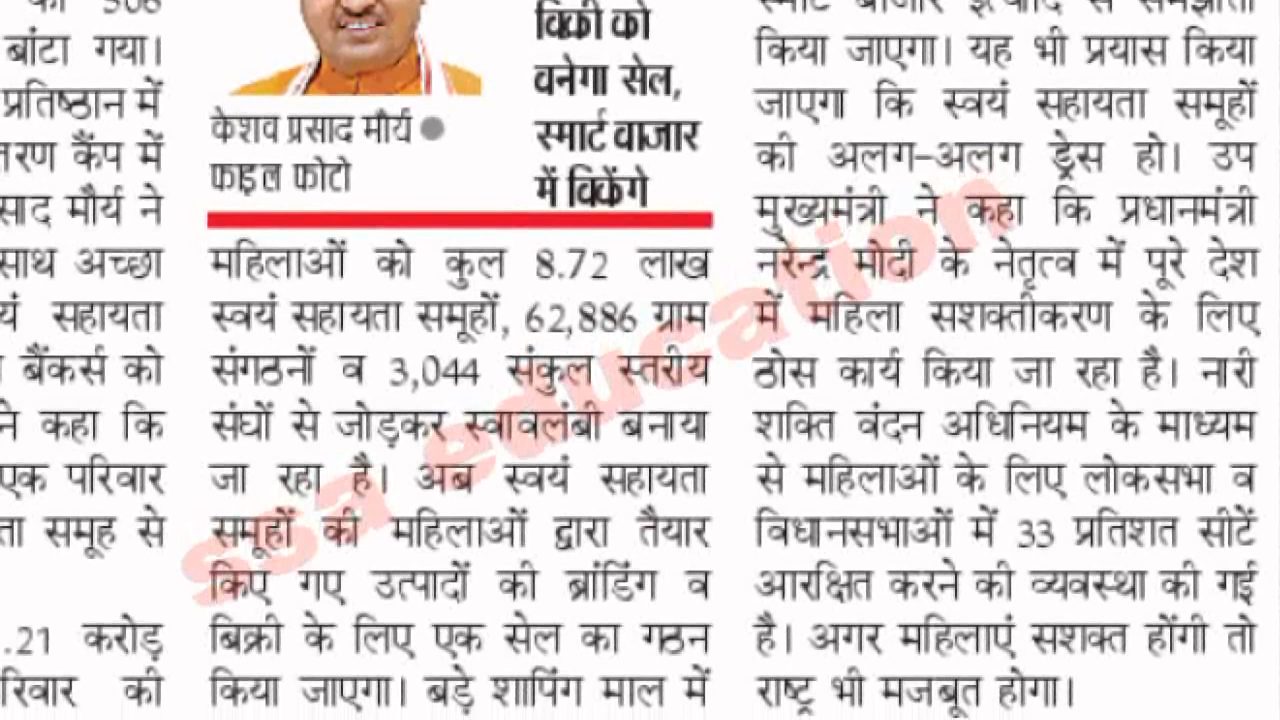 बांटा गया।
प्रतिष्ठान में
कैंप में
मौर्य ने
साथ अच्छा
सहायता
बैंकर्स को
ने कहा कि
एक परिवार
समूह से
.21 करोड़
की
केशव प्रसाद मौर्य
फाइल फोटो
बिक्री को
बनेगा सेल,
स्मार्ट बाजार
में बिकेंगे
महिलाओं को कुल 8.72 लाख
स्वयं सहायता समूहों, 62,886 ग्राम
संगठनों व 3,044 संकुल स्तरीय
संघों से जोड़कर स्वावलंबी बनाया
जा रहा है। अब स्वयं सहायता
समूहों की महिलाओं द्वारा तैयार
किए गए उत्पादों की ब्रांडिंग व
बिक्री के लिए एक सेल का गठन
किया जाएगा। बड़े शापिंग माल में
स्मार्ट बाजार इत्यादि से समझौता
किया जाएगा। यह भी प्रयास किया
जाएगा कि स्वयं सहायता समूहों
की अलग-अलग ड्रेस हो। उप
मुख्यमंत्री ने कहा कि प्रधानमंत्री
नरेन्द्र मोदी के नेतृत्व में पूरे देश
में महिला सशक्तीकरण के लिए
ठोस कार्य किया जा रहा है। नारी
शक्ति वंदन अधिनियम के माध्यम
से महिलाओं के लिए लोकसभा व
विधानसभाओं में 33 प्रतिशत सीटें
आरक्षित करने की व्यवस्था की गई
है। अगर महिलाएं सशक्त होंगी तो
राष्ट्र भी मजबूत होगा।
ssa education